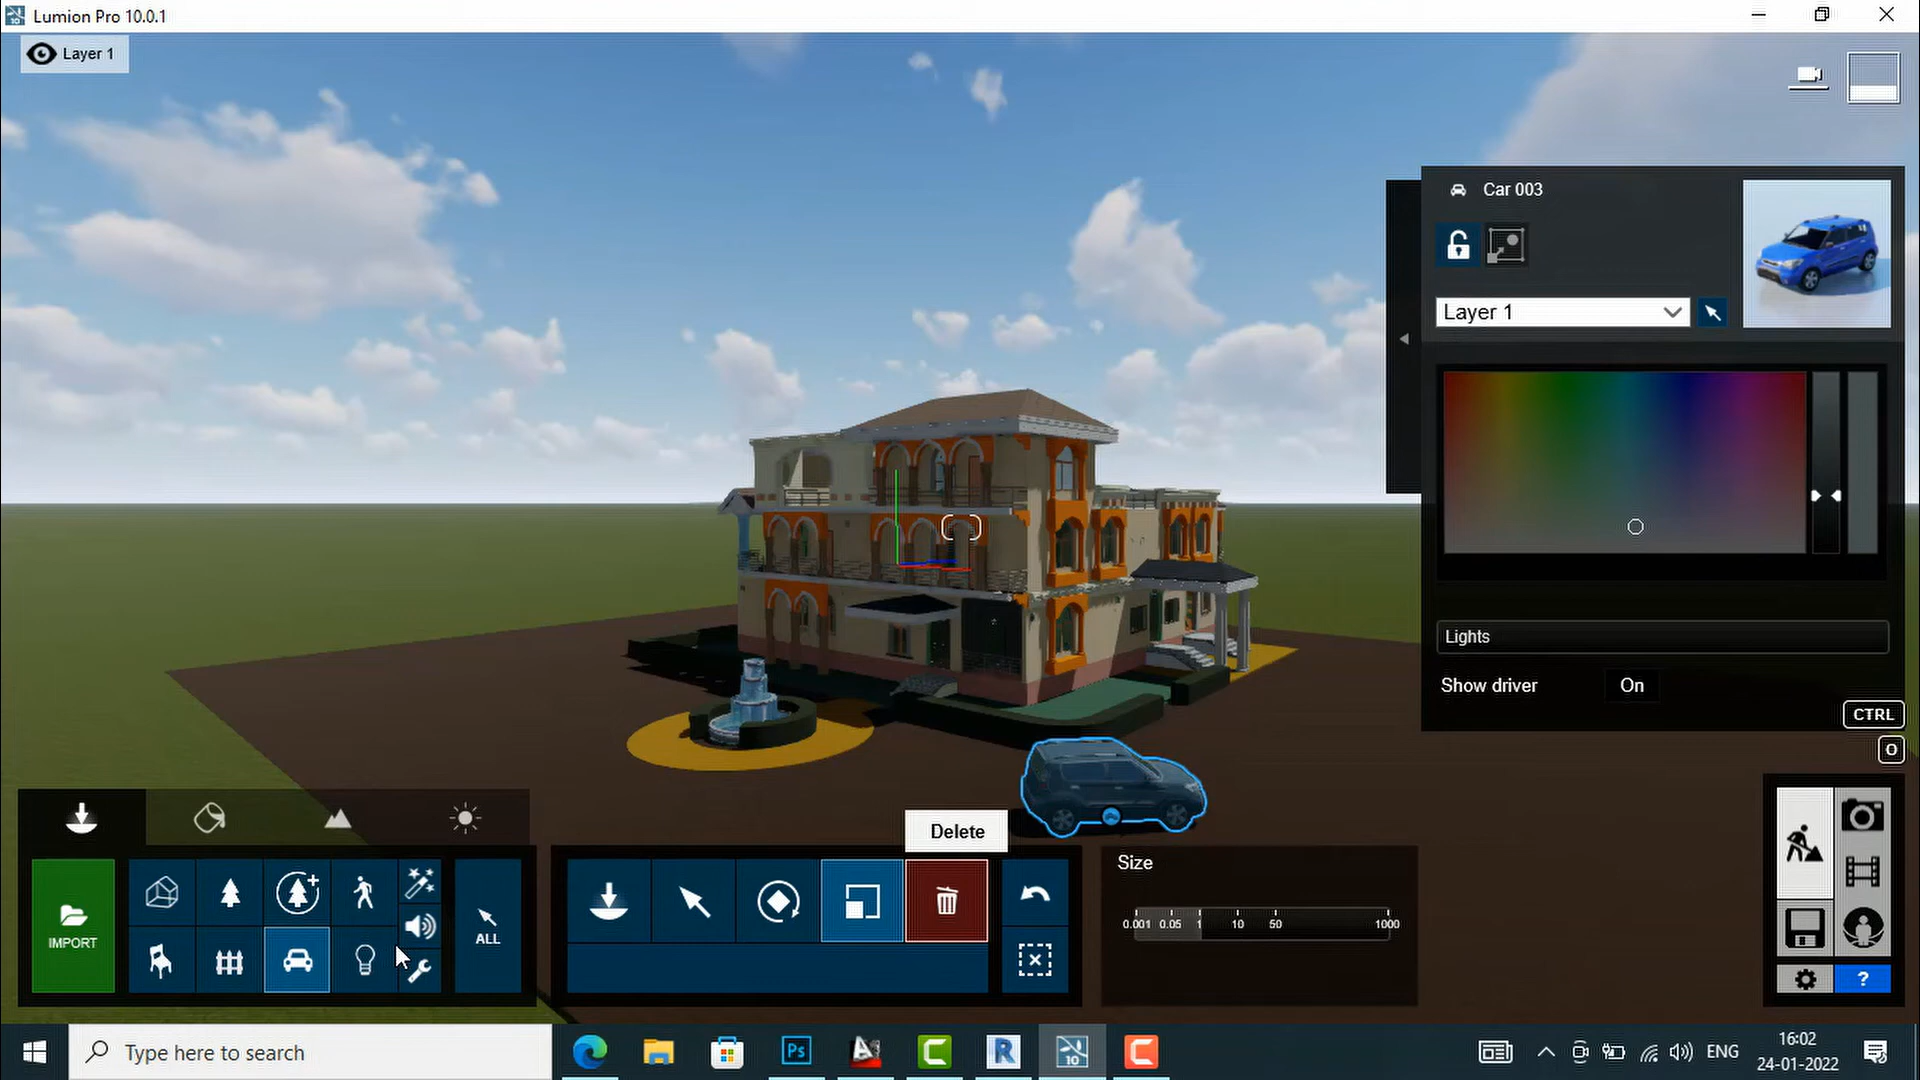 Lumion Pro 10.0.1
Layer 1
Car 003
Layer 1
Lights
Show driver On
CTRL
O
Delete
Size
0.001 0.05 1 10 50 1000
IMPORT
ALL
?
Type here to search
Ps
R
10
ENG
16:02
24-01-2022